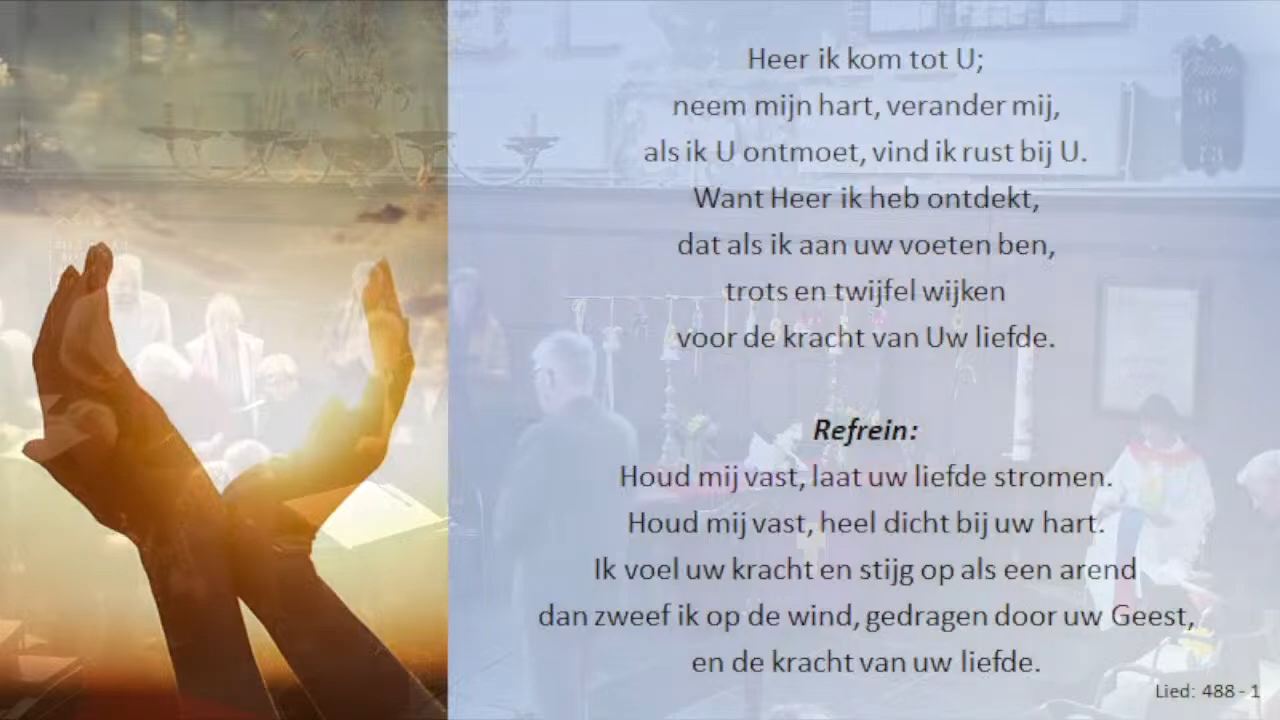 Heer ik kom tot U;
neem mijn hart, verander mij,
als ik U ontmoet, vind ik rust bij U.
Want Heer ik heb ontdekt,
dat als ik aan uw voeten ben,
trots en twijfel wijken
voor de kracht van Uw liefde.
Refrein:
Houd mij vast, laat uw liefde stromen.
Houd mij vast, heel dicht bij uw hart.
Ik voel uw kracht en stijg op als een arend
dan zweef ik op de wind, gedragen door uw Geest,
en de kracht van uw liefde.
Lied: 488 - 1